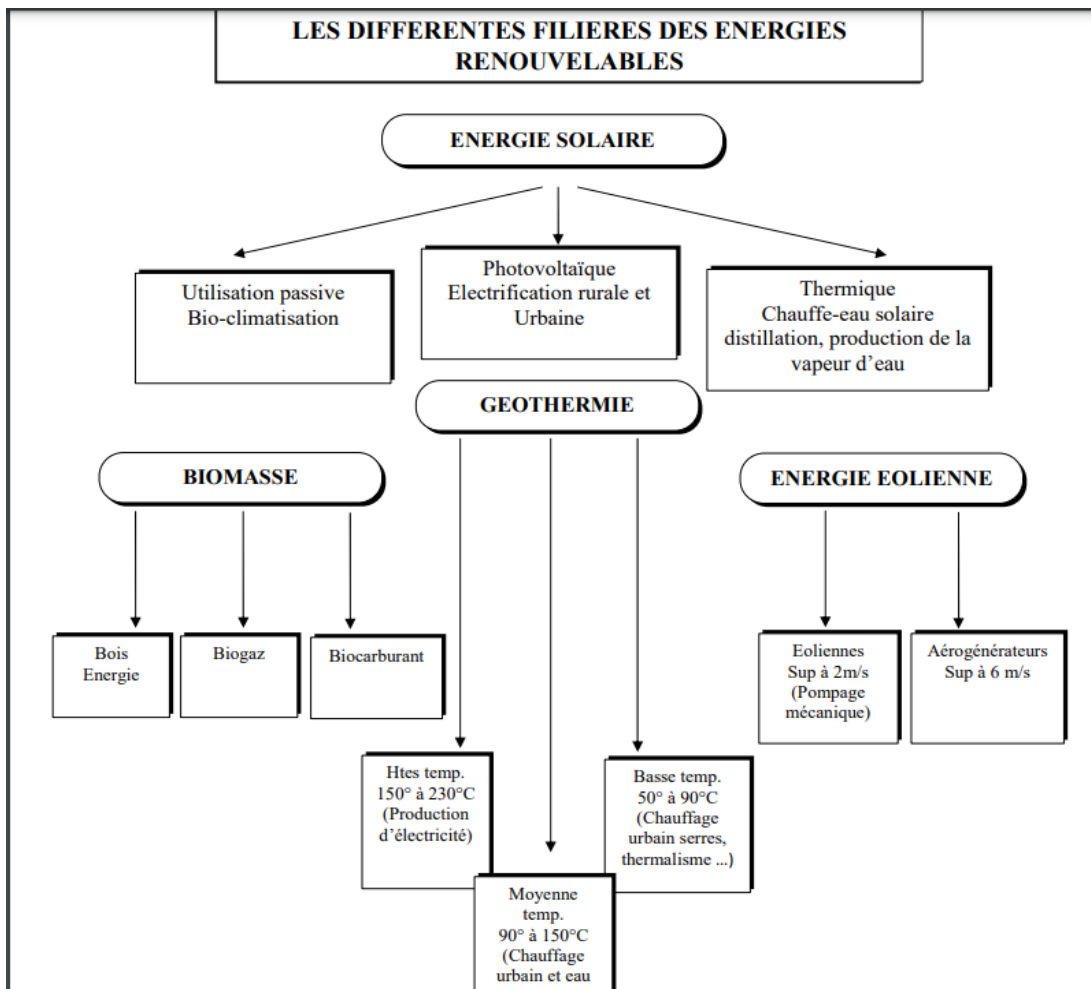 LES DIFFERENTES FILIERES DES ENERGIES
RENOUVELABLES
ENERGIE SOLAIRE
Utilisation passive
Bio-climatisation
Photovoltaïque
Electrification rurale et
Urbaine
Thermique
Chauffe-eau solaire
distillation, production de la
vapeur d’eau
GEOTHERMIE
BIOMASSE
ENERGIE EOLIENNE
Bois
Energie
Biogaz
Biocarburant
Eoliennes
Sup à 2m/s
(Pompage
mécanique)
Aérogénérateurs
Sup à 6 m/s
Htes temp.
150° à 230°C
(Production
d’électricité)
Basse temp.
50° à 90°C
(Chauffage
urbain serres,
thermalisme ...)
Moyenne
temp.
90° à 150°C
(Chauffage
urbain et eau